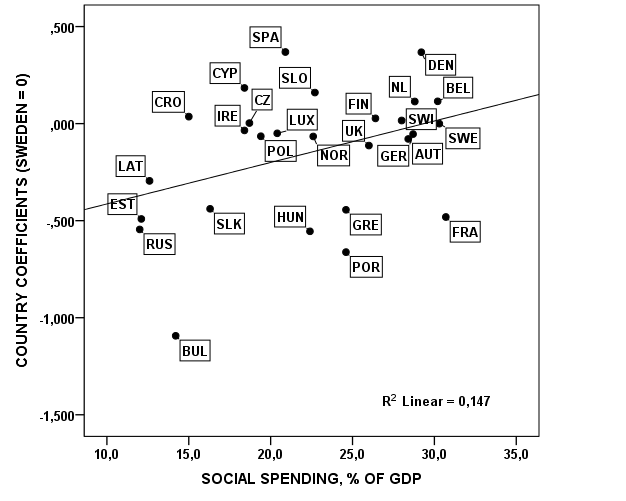 ,500
,000
-,500
-1,000
-1,500
COUNTRY COEFFICIENTS (SWEDEN = 0)
SPA
DEN
CYP
SLO
NL
BEL
CRO
CZ
FIN
IRE
LUX
UK
SWI
SWE
POL
NOR
GER
AUT
LAT
EST
SLK
HUN
GRE
FRA
RUS
POR
BUL
R² Linear = 0,147
10,0 15,0 20,0 25,0 30,0 35,0
SOCIAL SPENDING, % OF GDP